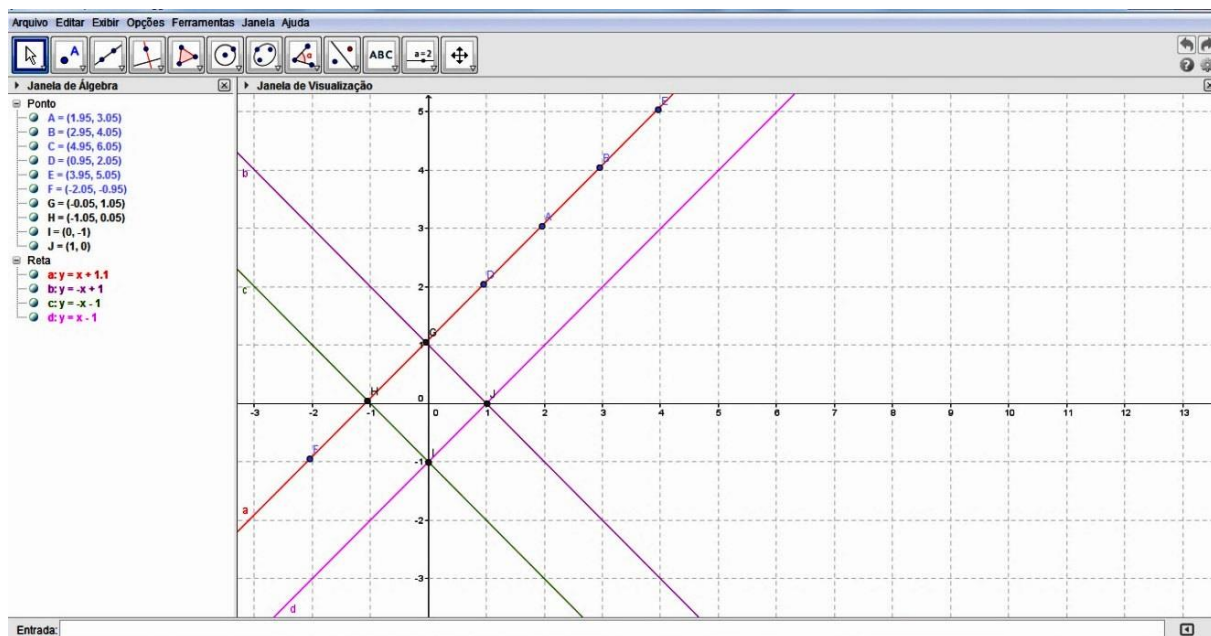 Arquivo Editar Exibir Opções Ferramentas Janela Ajuda
A
α
ABC
a=2
Janela de Álgebra
Janela de Visualização
Ponto
A = (1.95, 3.05)
B = (2.95, 4.05)
C = (4.95, 6.05)
D = (0.95, 2.05)
E = (3.95, 5.05)
F = (-2.05, -0.95)
G = (-0.05, 1.05)
H = (-1.05, 0.05)
I = (0, -1)
J = (1, 0)
Reta
a: y = x + 1.1
b: y = -x + 1
c: y = -x - 1
d: y = x - 1
5
E
4
B
b
3
A
2
D
c
1
G
H
0
J
-3 -2 -1 0 1 2 3 4 5 6 7 8 9 10 11 12 13
F
-1
I
a
-2
-3
d
Entrada: